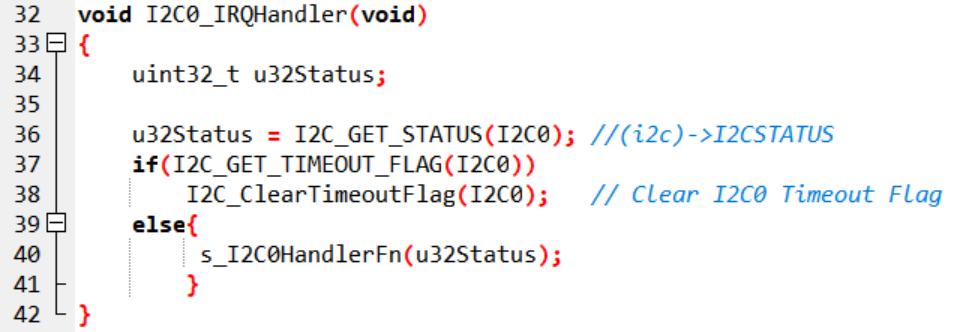 32 void I2C0_IRQHandler(void)
33 {
34 uint32_t u32Status;
35
36 u32Status = I2C_GET_STATUS(I2C0); //(i2c)->I2CSTATUS
37 if(I2C_GET_TIMEOUT_FLAG(I2C0))
38 I2C_ClearTimeoutFlag(I2C0); // Clear I2C0 Timeout Flag
39 else{
40 s_I2C0HandlerFn(u32Status);
41 }
42 }